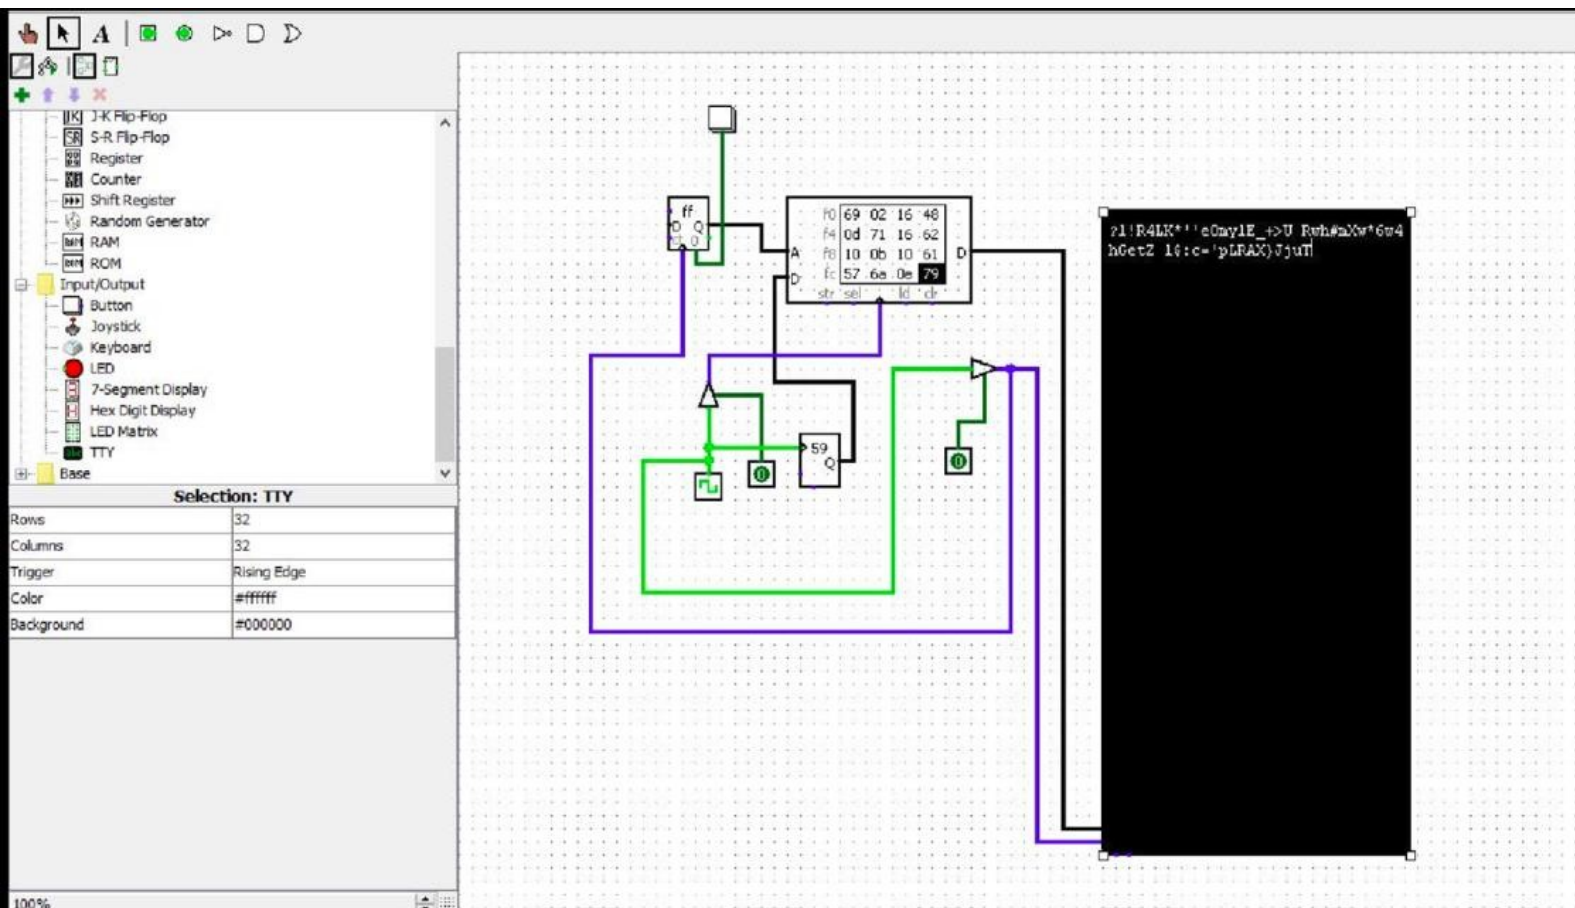 A
J-K Flip-Flop
S-R Flip-Flop
Register
Counter
Shift Register
Random Generator
RAM
ROM
Input/Output
Button
Joystick
Keyboard
LED
7-Segment Display
Hex Digit Display
LED Matrix
TTY
Base
Selection: TTY
Rows 32
Columns 32
Trigger Rising Edge
Color #ffffff
Background #000000
100%
ff
D Q
f0 69 02 16 48
f4 0d 71 16 62
f8 10 0b 10 61
fc 57 6a 0e 79
A
D
D
str sel ld clr
59
Q
0
0